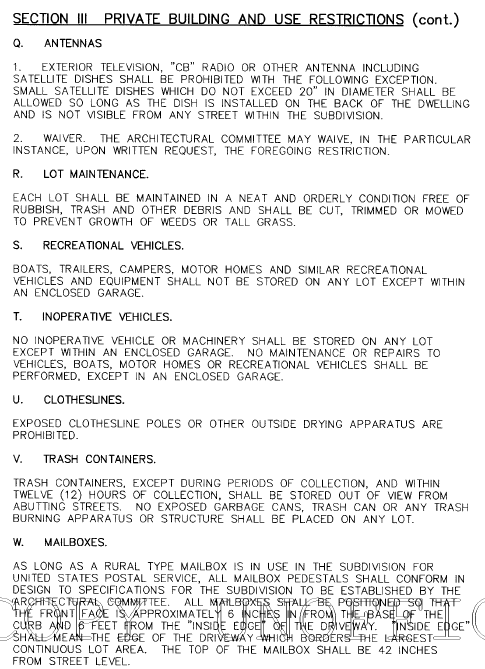 SECTION III  PRIVATE BUILDING AND USE RESTRICTIONS (cont.)
Q. ANTENNAS
1. EXTERIOR TELEVISION, "CB" RADIO OR OTHER ANTENNA INCLUDING
SATELLITE DISHES SHALL BE PROHIBITED WITH THE FOLLOWING EXCEPTION.
SMALL SATELLITE DISHES WHICH DO NOT EXCEED 20" IN DIAMETER SHALL BE
ALLOWED SO LONG AS THE DISH IS INSTALLED ON THE BACK OF THE DWELLING
AND IS NOT VISIBLE FROM ANY STREET WITHIN THE SUBDIVISION.
2. WAIVER. THE ARCHITECTURAL COMMITTEE MAY WAIVE, IN THE PARTICULAR
INSTANCE, UPON WRITTEN REQUEST, THE FOREGOING RESTRICTION.
R. LOT MAINTENANCE.
EACH LOT SHALL BE MAINTAINED IN A NEAT AND ORDERLY CONDITION FREE OF
RUBBISH, TRASH AND OTHER DEBRIS AND SHALL BE CUT, TRIMMED OR MOWED
TO PREVENT GROWTH OF WEEDS OR TALL GRASS.
S. RECREATIONAL VEHICLES.
BOATS, TRAILERS, CAMPERS, MOTOR HOMES AND SIMILAR RECREATIONAL
VEHICLES AND EQUIPMENT SHALL NOT BE STORED ON ANY LOT EXCEPT WITHIN
AN ENCLOSED GARAGE.
T. INOPERATIVE VEHICLES.
NO INOPERATIVE VEHICLE OR MACHINERY SHALL BE STORED ON ANY LOT
EXCEPT WITHIN AN ENCLOSED GARAGE. NO MAINTENANCE OR REPAIRS TO
VEHICLES, BOATS, MOTOR HOMES OR RECREATIONAL VEHICLES SHALL BE
PERFORMED, EXCEPT IN AN ENCLOSED GARAGE.
U. CLOTHESLINES.
EXPOSED CLOTHESLINE POLES OR OTHER OUTSIDE DRYING APPARATUS ARE
PROHIBITED.
V. TRASH CONTAINERS.
TRASH CONTAINERS, EXCEPT DURING PERIODS OF COLLECTION, AND WITHIN
TWELVE (12) HOURS OF COLLECTION, SHALL BE STORED OUT OF VIEW FROM
ABUTTING STREETS. NO EXPOSED GARBAGE CANS, TRASH CAN OR ANY TRASH
BURNING APPARATUS OR STRUCTURE SHALL BE PLACED ON ANY LOT.
W. MAILBOXES.
AS LONG AS A RURAL TYPE MAILBOX IS IN USE IN THE SUBDIVISION FOR
UNITED STATES POSTAL SERVICE, ALL MAILBOX PEDESTALS SHALL CONFORM IN
DESIGN TO SPECIFICATIONS FOR THE SUBDIVISION TO BE ESTABLISHED BY THE
ARCHITECTURAL COMMITTEE. ALL MAILBOXES SHALL BE POSITIONED SO THAT
THE FRONT FACE IS APPROXIMATELY 6 INCHES IN FROM THE BASE OF THE
CURB AND 6 FEET FROM THE "INSIDE EDGE" OF THE DRIVEWAY. "INSIDE EDGE"
SHALL MEAN THE EDGE OF THE DRIVEWAY WHICH BORDERS THE LARGEST
CONTINUOUS LOT AREA. THE TOP OF THE MAILBOX SHALL BE 42 INCHES
FROM STREET LEVEL.